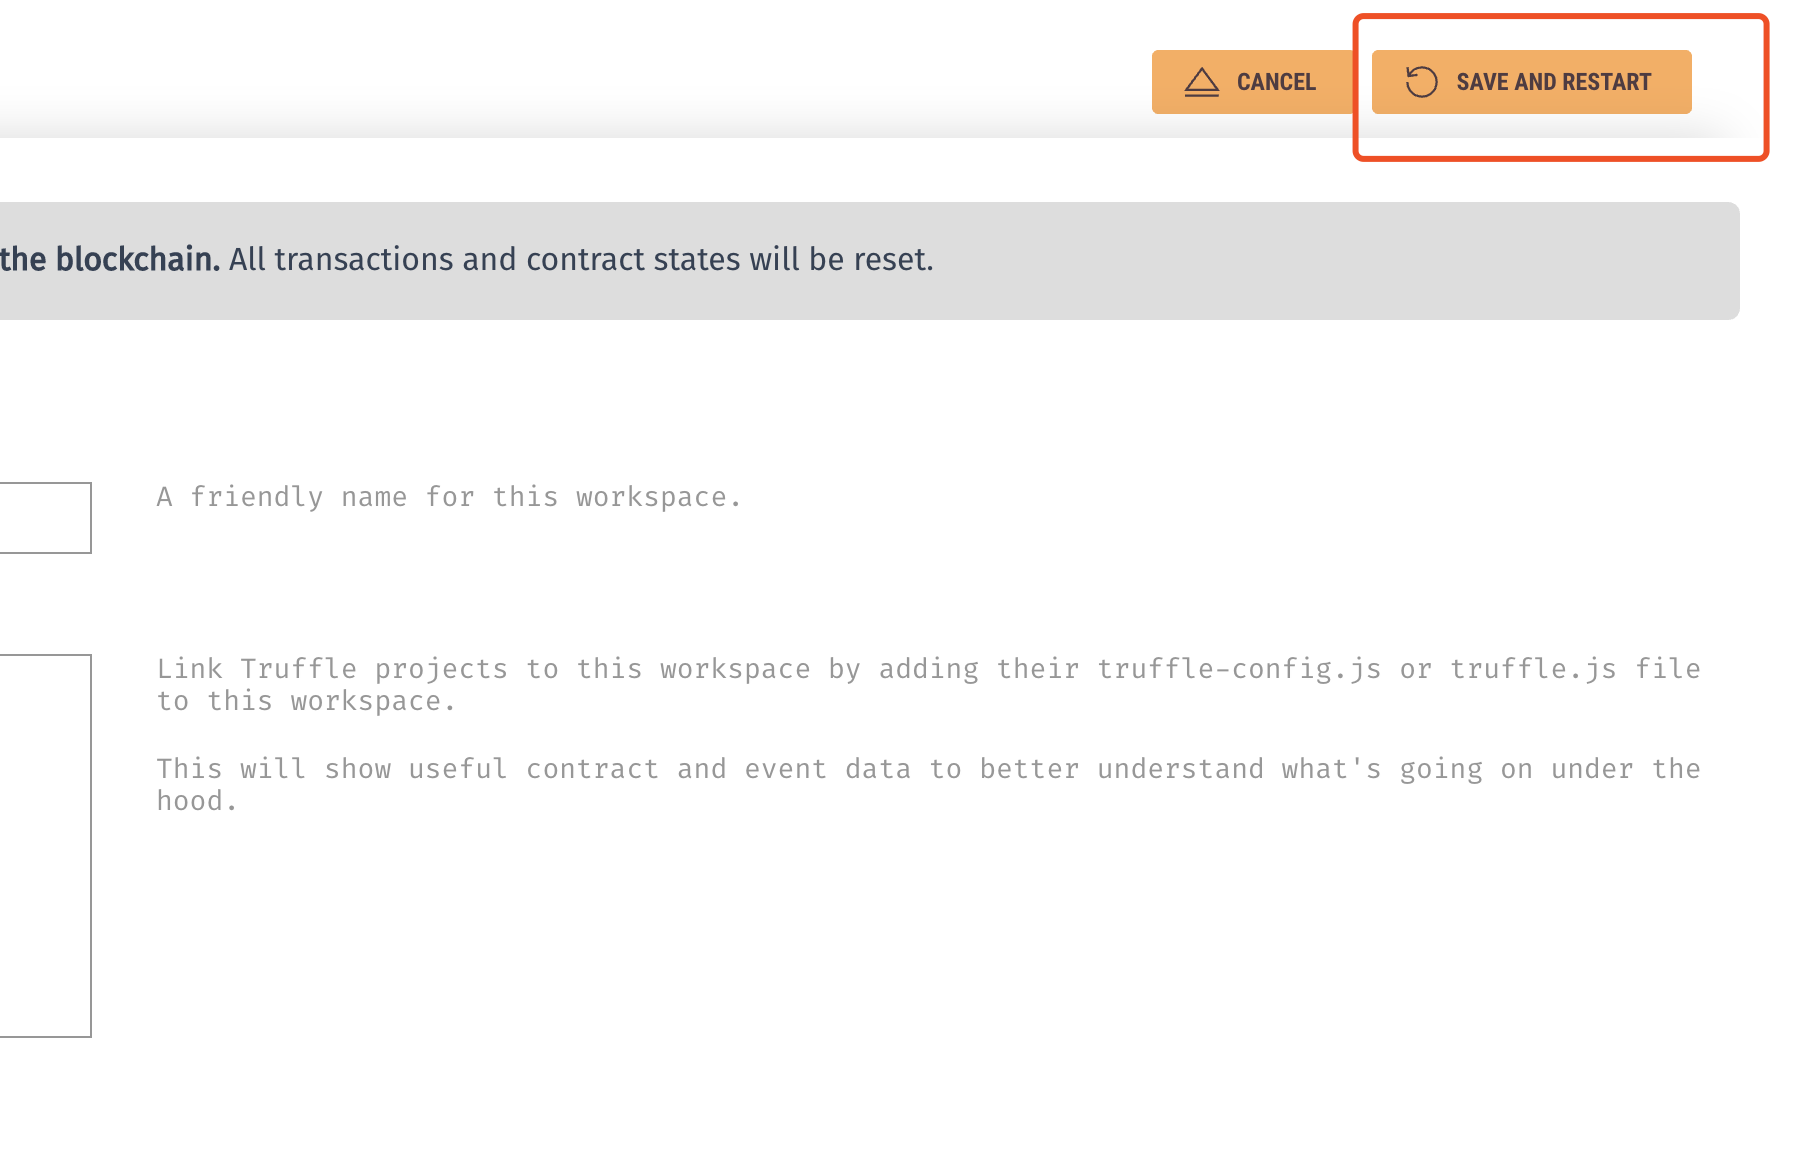 CANCEL SAVE AND RESTART
the blockchain. All transactions and contract states will be reset.
A friendly name for this workspace.
Link Truffle projects to this workspace by adding their truffle-config.js or truffle.js file
to this workspace.
This will show useful contract and event data to better understand what's going on under the
hood.